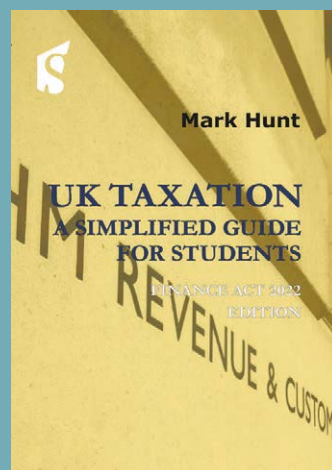 Mark Hunt
UK TAXATION
A SIMPLIFIED GUIDE
FOR STUDENTS
FINANCE ACT 2022
EDITION
HM REVENUE & CUSTOM